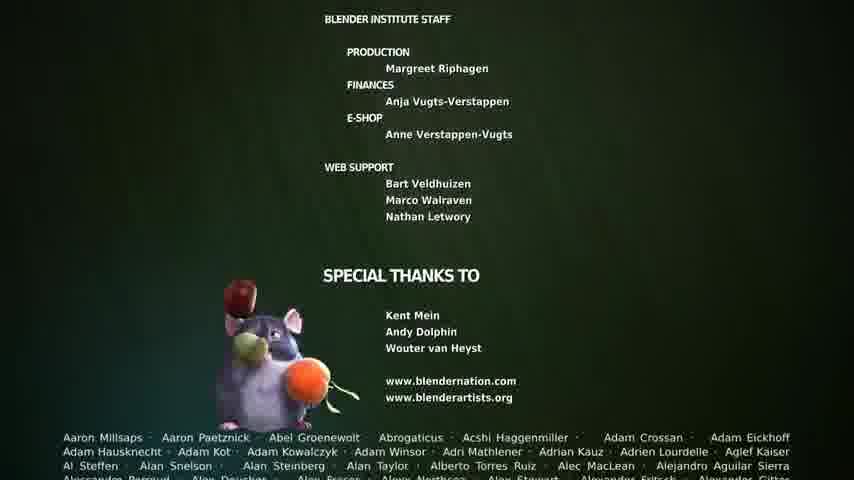 BLENDER INSTITUTE STAFF
PRODUCTION
Margreet Riphagen
FINANCES
Anja Vugts-Verstappen
E-SHOP
Anne Verstappen-Vugts
WEB SUPPORT
Bart Veldhuizen
Marco Walraven
Nathan Letwory
SPECIAL THANKS TO
Kent Mein
Andy Dolphin
Wouter van Heyst
www.blendernation.com
www.blenderartists.org
Aaron Millsaps · Aaron Paetznick · Abel Groenewolt · Abrogaticus · Acshi Haggenmiller · Adam Crossan · Adam Eickhoff
Adam Hausknecht · Adam Kot · Adam Kowalczyk · Adam Winsor · Adri Mathlener · Adrian Kauz · Adrien Lourdelle · Aglef Kaiser
Al Steffen · Alan Snelson · Alan Steinberg · Alan Taylor · Alberto Torres Ruiz · Alec MacLean · Alejandro Aguilar Sierra